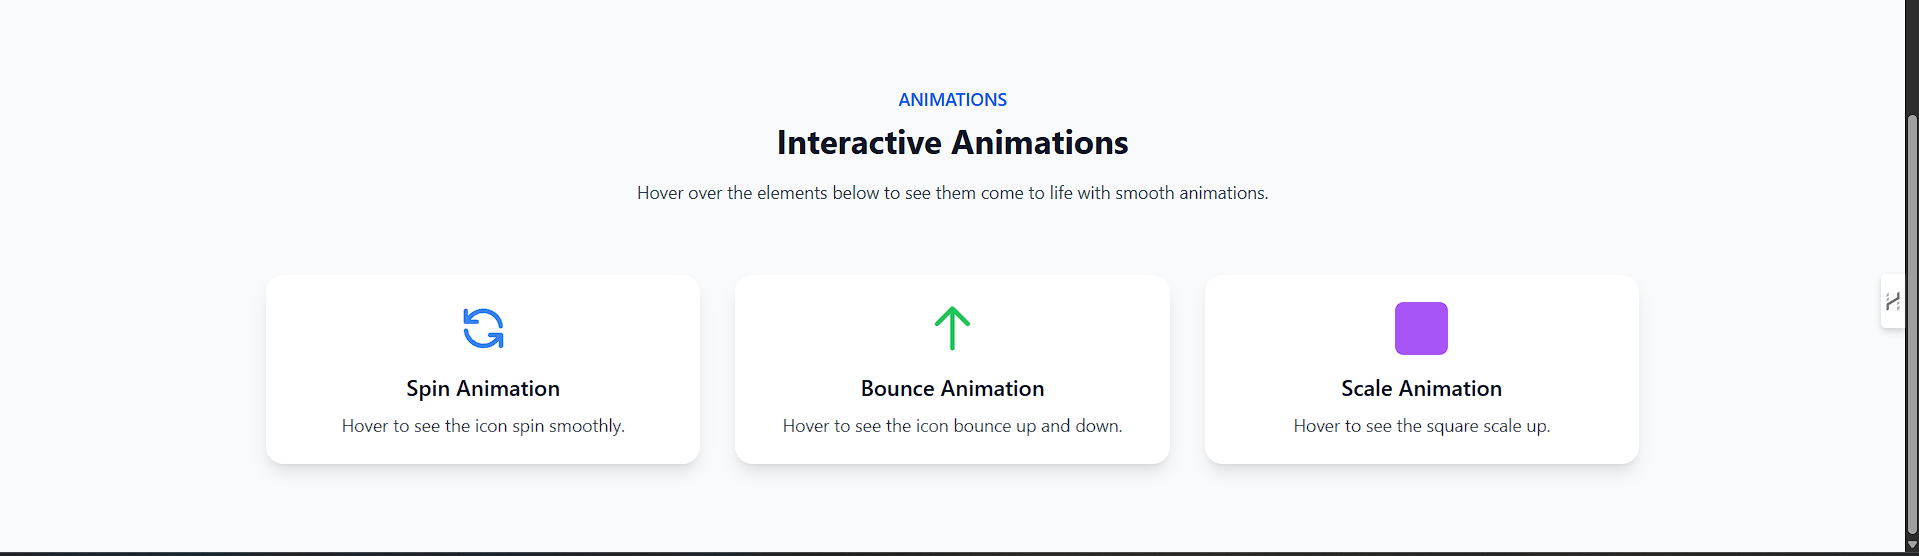 ANIMATIONS
Interactive Animations
Hover over the elements below to see them come to life with smooth animations.
Spin Animation
Hover to see the icon spin smoothly.
Bounce Animation
Hover to see the icon bounce up and down.
Scale Animation
Hover to see the square scale up.